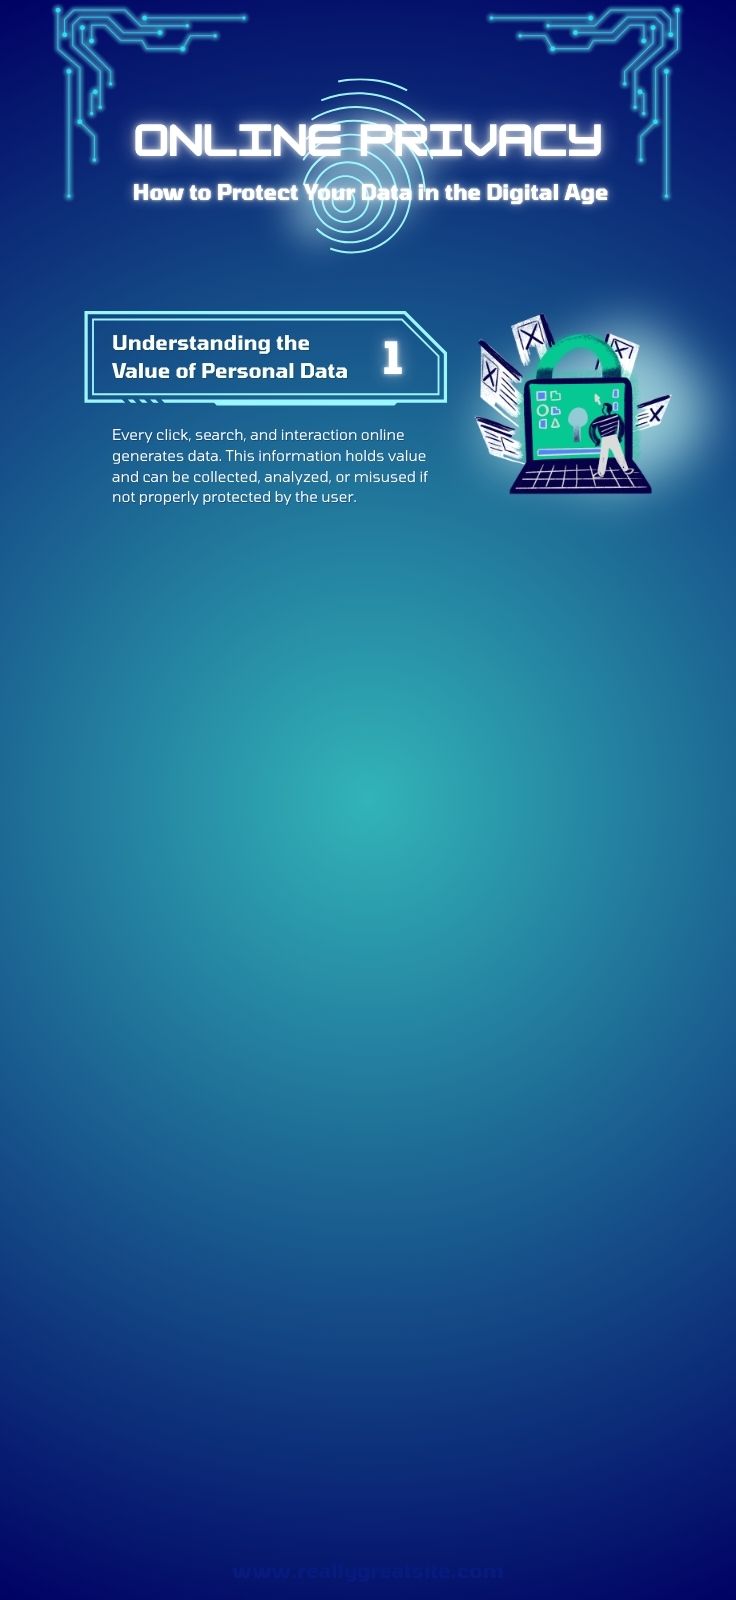 ONLINE PRIVACY
How to Protect Your Data in the Digital Age
Understanding the
Value of Personal Data
1
Every click, search, and interaction online
generates data. This information holds value
and can be collected, analyzed, or misused if
not properly protected by the user.
www.reallygreatsite.com